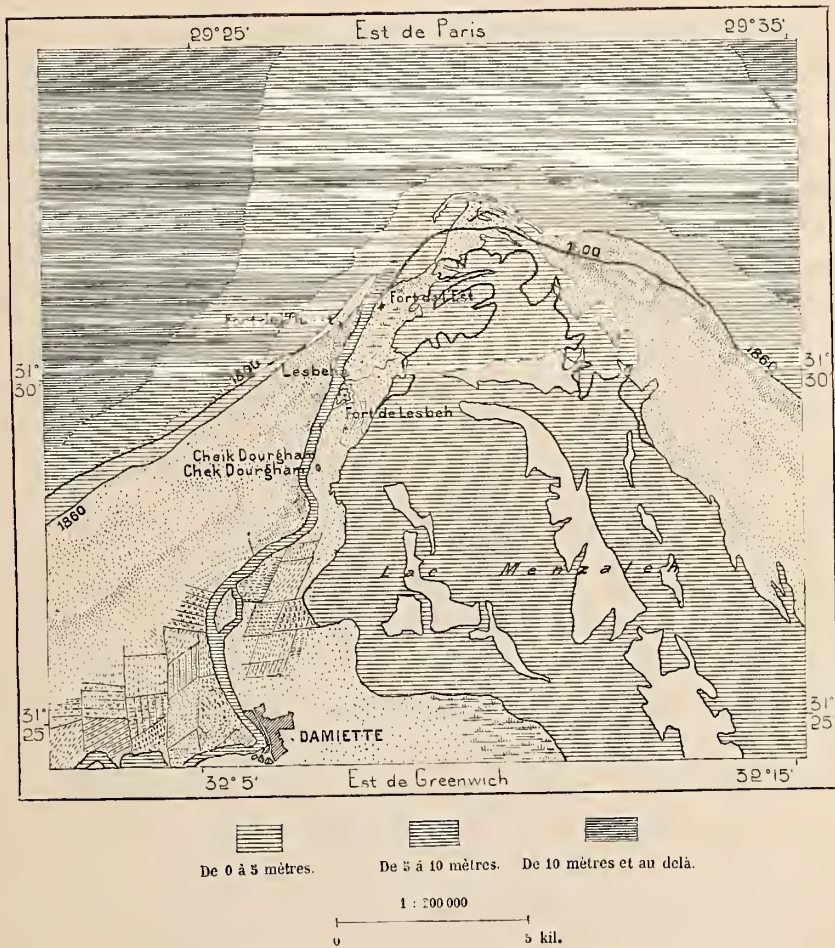 29°25′ Est de Paris 29°35′
1.00
Fort de l'Est
Lesbeh
31°
30′
1860
31°
30′
Fort de Lesbeh
Cheik Dourgham
Chek Dourgham
1860
Lac Menzaleh
31°
25′
DAMIETTE
31°
25′
32°5′ Est de Greenwich 32°15′
De 0 à 5 mètres. De 5 à 10 mètres. De 10 mètres et au delà.
1 : 200 000
0 5 kil.